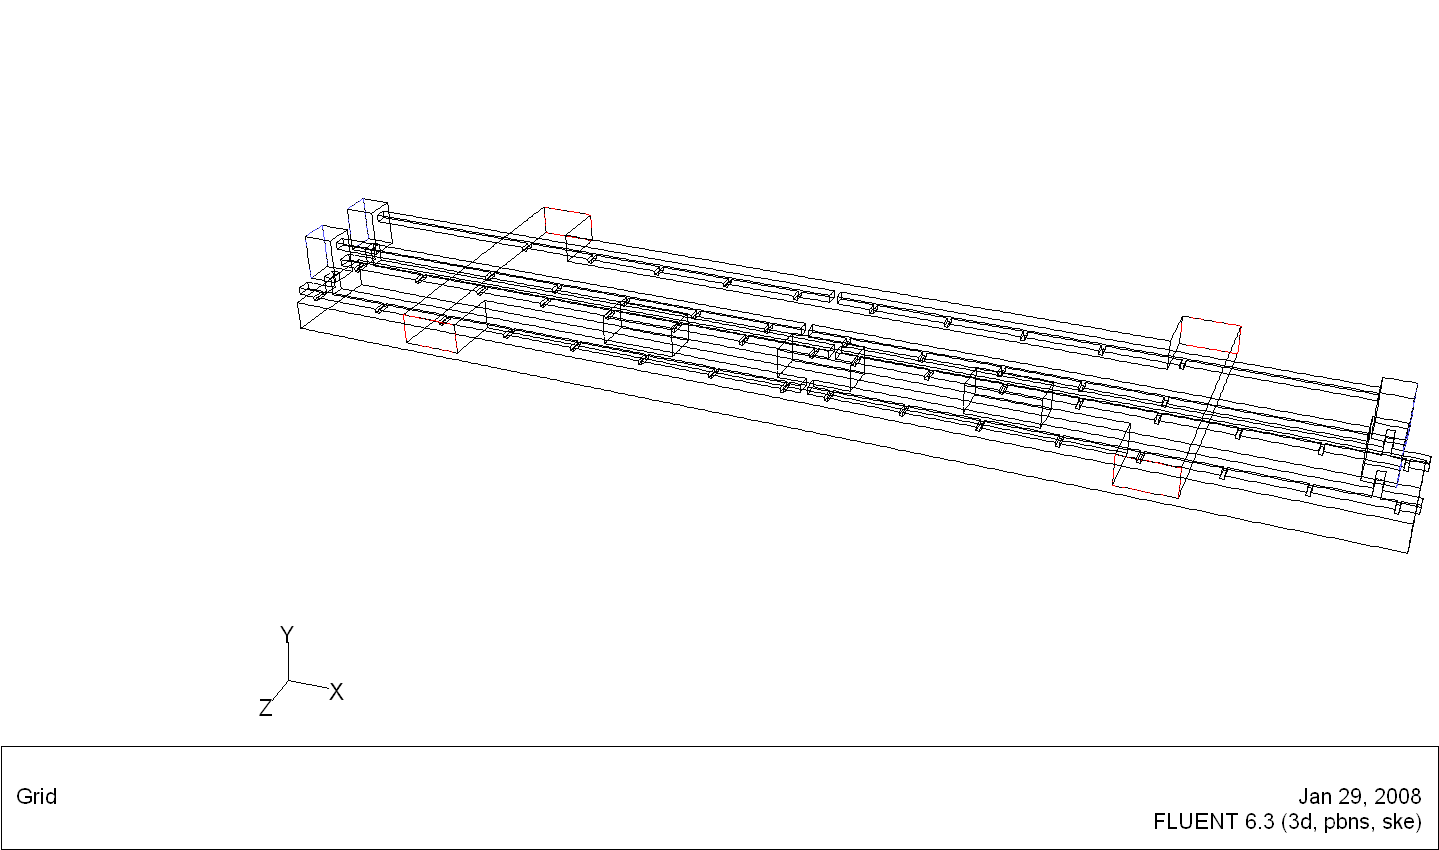 Y
X
Z
Grid
Jan 29, 2008
FLUENT 6.3 (3d, pbns, ske)